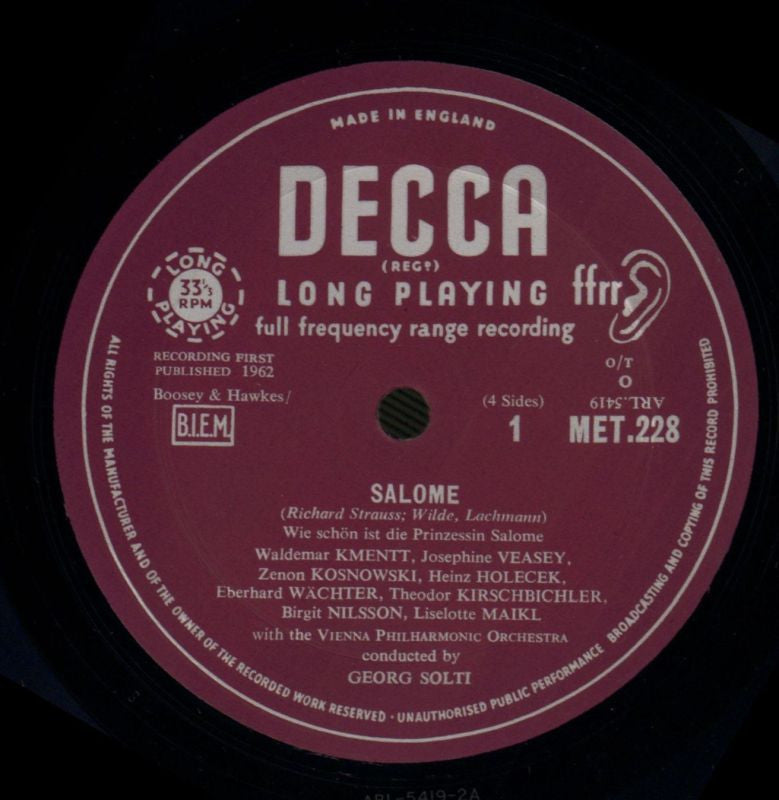 MADE IN ENGLAND
DECCA
(REGD)
LONG PLAYING
33⅓
RPM
LONG PLAYING
ffrr
full frequency range recording
RECORDING FIRST
PUBLISHED 1962
O/T
O
ARL.5419
Boosey & Hawkes/
B.I.E.M.
(4 Sides)
1
MET.228
SALOME
(Richard Strauss; Wilde, Lachmann)
Wie schön ist die Prinzessin Salome
Waldemar KMENTT, Josephine VEASEY,
Zenon KOSNOWSKI, Heinz HOLECEK,
Eberhard WÄCHTER, Theodor KIRSCHBICHLER,
Birgit NILSSON, Liselotte MAIKL
with the VIENNA PHILHARMONIC ORCHESTRA
conducted by
GEORG SOLTI
ALL RIGHTS OF THE MANUFACTURER AND OF THE OWNER OF THE RECORDED WORK RESERVED · UNAUTHORISED PUBLIC PERFORMANCE BROADCASTING AND COPYING OF THIS RECORD PROHIBITED
ARL-5419-2A